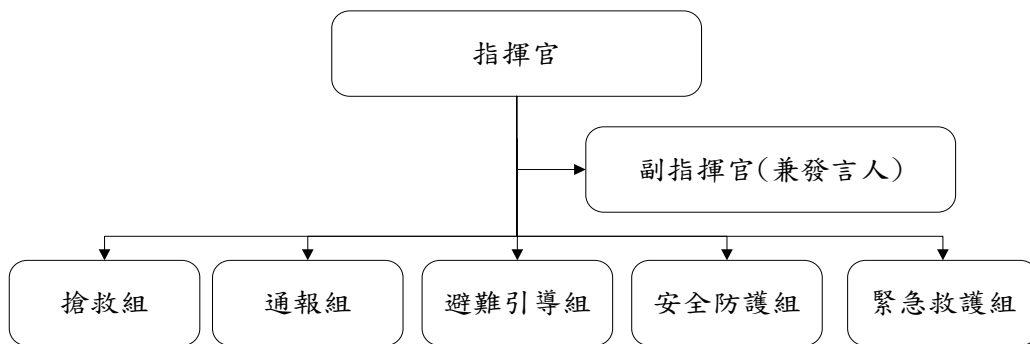 指揮官
副指揮官(兼發言人)
搶救組
通報組
避難引導組
安全防護組
緊急救護組